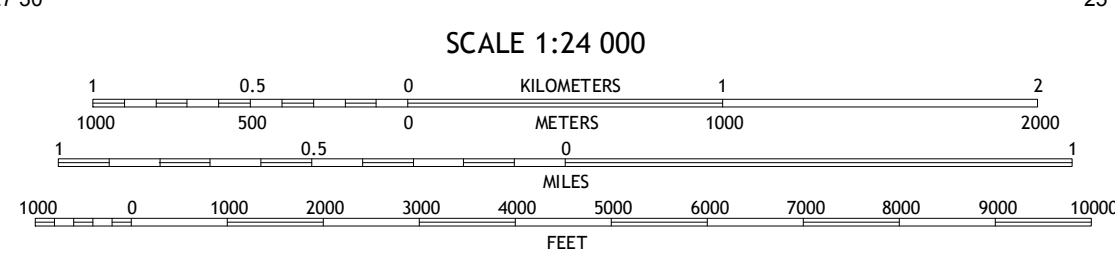 25
SCALE 1:24 000
1 0.5 0 KILOMETERS 1 2
1000 500 0 METERS 1000 2000
1 0.5 0 1
MILES
1000 0 1000 2000 3000 4000 5000 6000 7000 8000 9000 10000
FEET